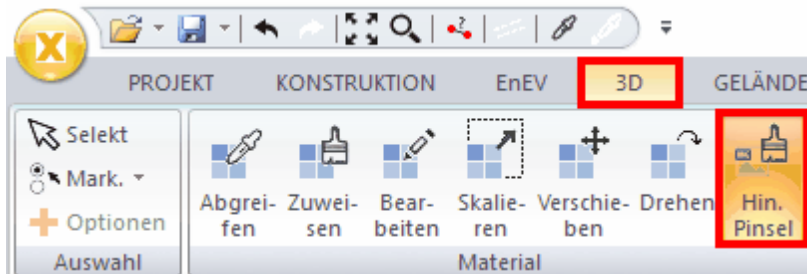 X
PROJEKT KONSTRUKTION EnEV 3D GELÄNDE
Selekt
Mark.
Optionen
Auswahl
Abgrei-
fen
Zuwei-
sen
Bear-
beiten
Skalie-
ren
Verschie-
ben
Drehen
Hin.
Pinsel
Material